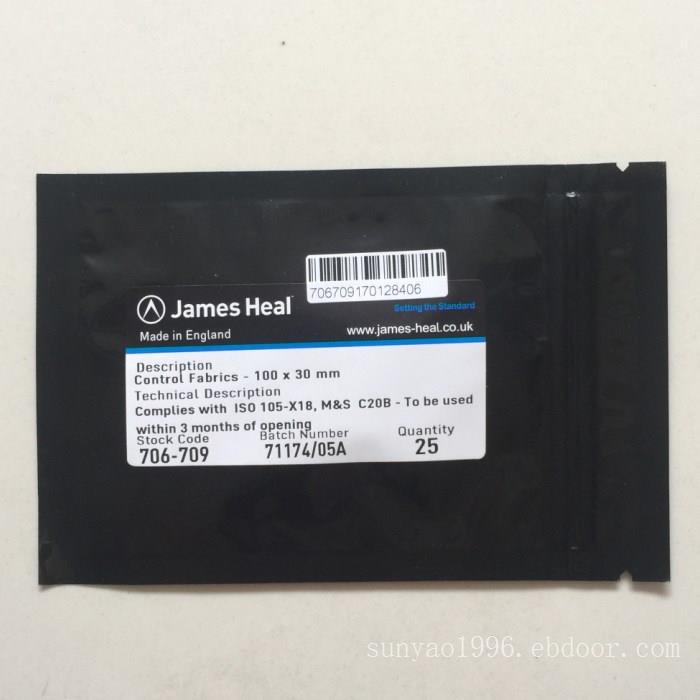 706709170128406
James Heal
Setting the Standard
Made in England
www.james-heal.co.uk
Description
Control Fabrics - 100 x 30 mm
Technical Description
Complies with ISO 105-X18, M&S C20B - To be used
within 3 months of opening
Stock Code Batch Number Quantity
706-709 71174/05A 25
sunyao1996.ebdoor.com